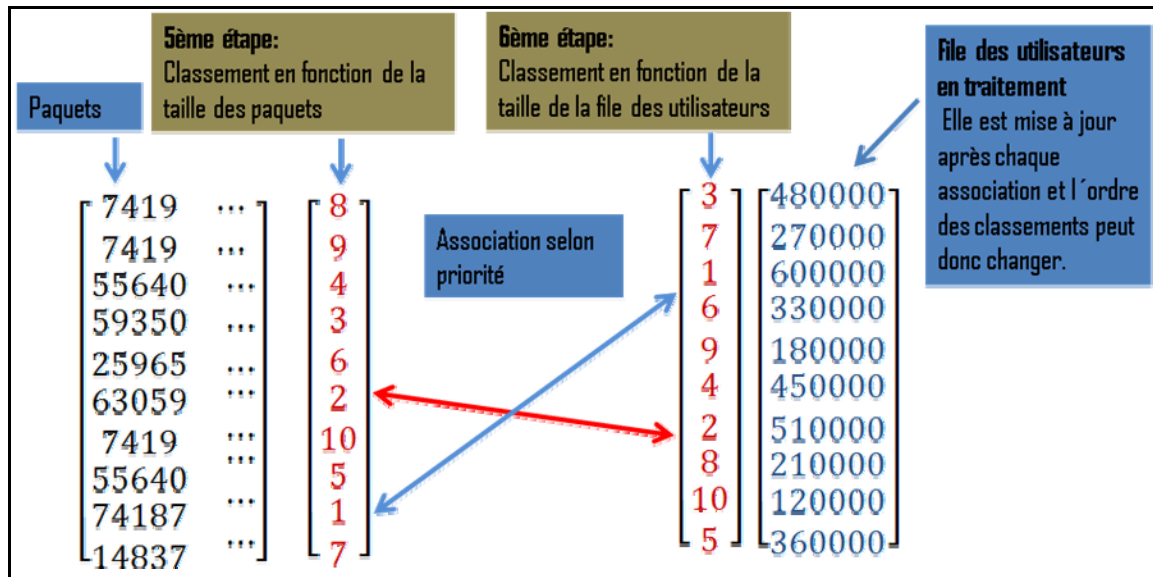 Paquets
5ème étape:
Classement en fonction de la
taille des paquets
6ème étape:
Classement en fonction de la
taille de la file des utilisateurs
File des utilisateurs
en traitement
Elle est mise à jour
après chaque
association et l ´ordre
des classements peut
donc changer.
Association selon
priorité
7419 ... 8 3 480000
7419 ... 9 7 270000
55640 ... 4 1 600000
59350 ... 3 6 330000
25965 ... 6 9 180000
63059 ... 2 4 450000
7419 ... 10 2 510000
55640 ... 5 8 210000
74187 ... 1 10 120000
14837 ... 7 5 360000